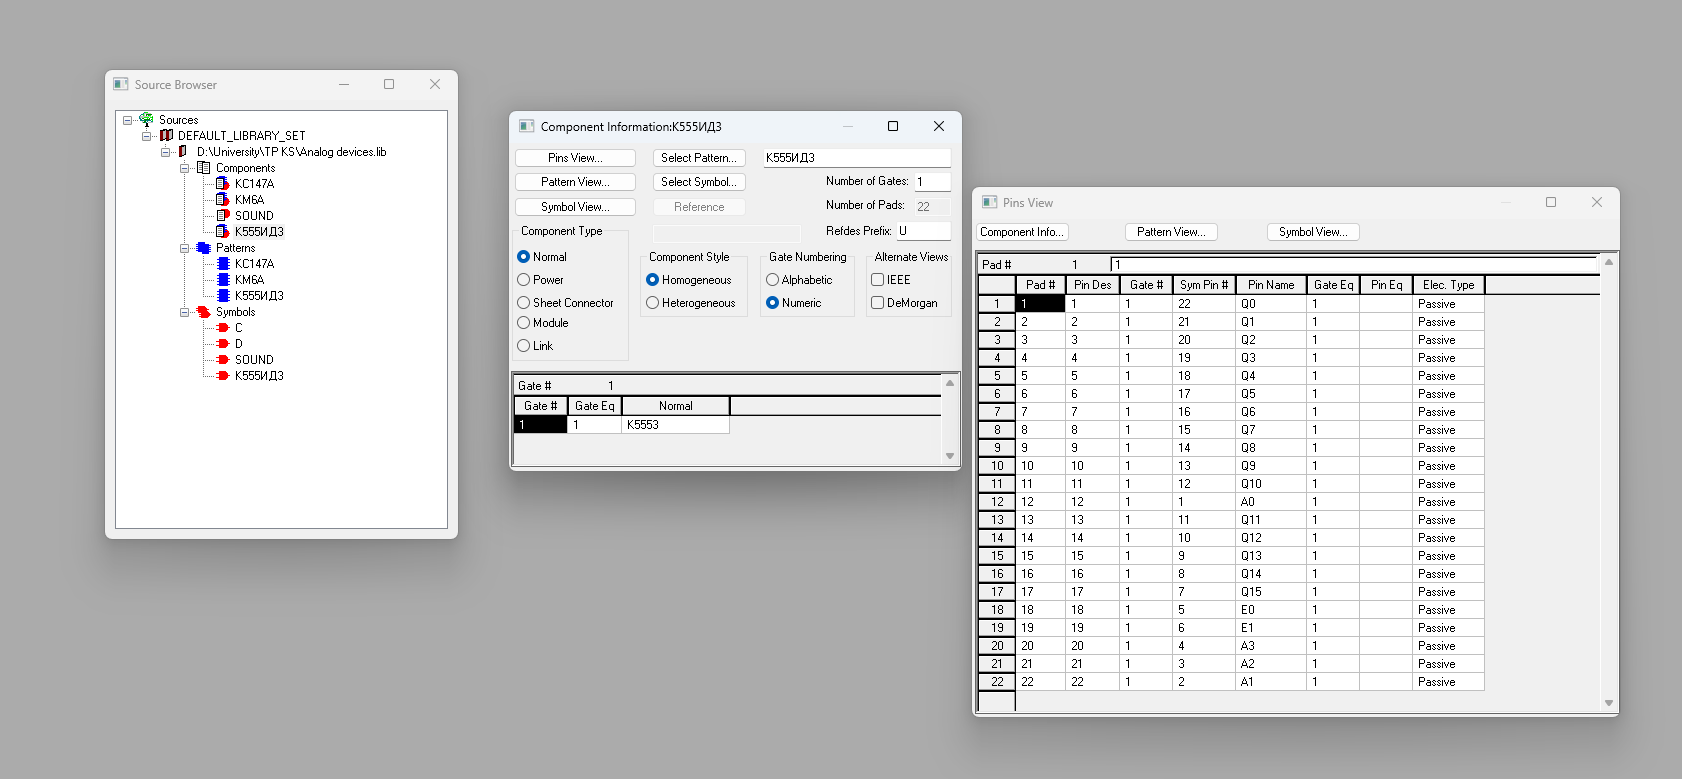 Source Browser
Sources
DEFAULT_LIBRARY_SET
D:\University\TP KS\Analog devices.lib
Components
KC147A
KM6A
SOUND
К555ИД3
Patterns
KC147A
KM6A
К555ИД3
Symbols
C
D
SOUND
К555ИД3
Component Information:К555ИД3
Pins View... Select Pattern... К555ИД3
Pattern View... Select Symbol... Number of Gates: 1
Symbol View... Reference Number of Pads: 22
Refdes Prefix: U
Component Type Component Style Gate Numbering Alternate Views
Normal
Power Homogeneous Alphabetic IEEE
Sheet Connector Heterogeneous Numeric DeMorgan
Module
Link
Gate # 1
Gate # Gate Eq Normal
1 1 K5553
Pins View
Component Info... Pattern View... Symbol View...
Pad # 1 1
Pad # Pin Des Gate # Sym Pin # Pin Name Gate Eq Pin Eq Elec. Type
1 1 1 1 22 Q0 1 Passive
2 2 2 1 21 Q1 1 Passive
3 3 3 1 20 Q2 1 Passive
4 4 4 1 19 Q3 1 Passive
5 5 5 1 18 Q4 1 Passive
6 6 6 1 17 Q5 1 Passive
7 7 7 1 16 Q6 1 Passive
8 8 8 1 15 Q7 1 Passive
9 9 9 1 14 Q8 1 Passive
10 10 10 1 13 Q9 1 Passive
11 11 11 1 12 Q10 1 Passive
12 12 12 1 1 A0 1 Passive
13 13 13 1 11 Q11 1 Passive
14 14 14 1 10 Q12 1 Passive
15 15 15 1 9 Q13 1 Passive
16 16 16 1 8 Q14 1 Passive
17 17 17 1 7 Q15 1 Passive
18 18 18 1 5 E0 1 Passive
19 19 19 1 6 E1 1 Passive
20 20 20 1 4 A3 1 Passive
21 21 21 1 3 A2 1 Passive
22 22 22 1 2 A1 1 Passive